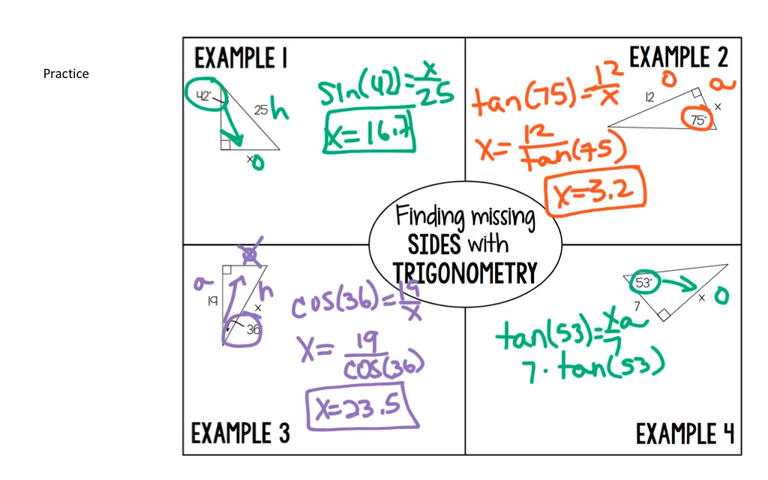 Practice
EXAMPLE 1
42°
25 h
x o
sin(42)=x/25
x=16.7
EXAMPLE 2
12 o
a
x
75°
tan(75)=12/x
x=12/tan(75)
x=3.2
Finding missing
SIDES with
TRIGONOMETRY
a
19
h
x
36
cos(36)=19/x
x=19/cos(36)
x=23.5
EXAMPLE 3
53°
7
x o
a
tan(53)=x/7
7·tan(53)
EXAMPLE 4